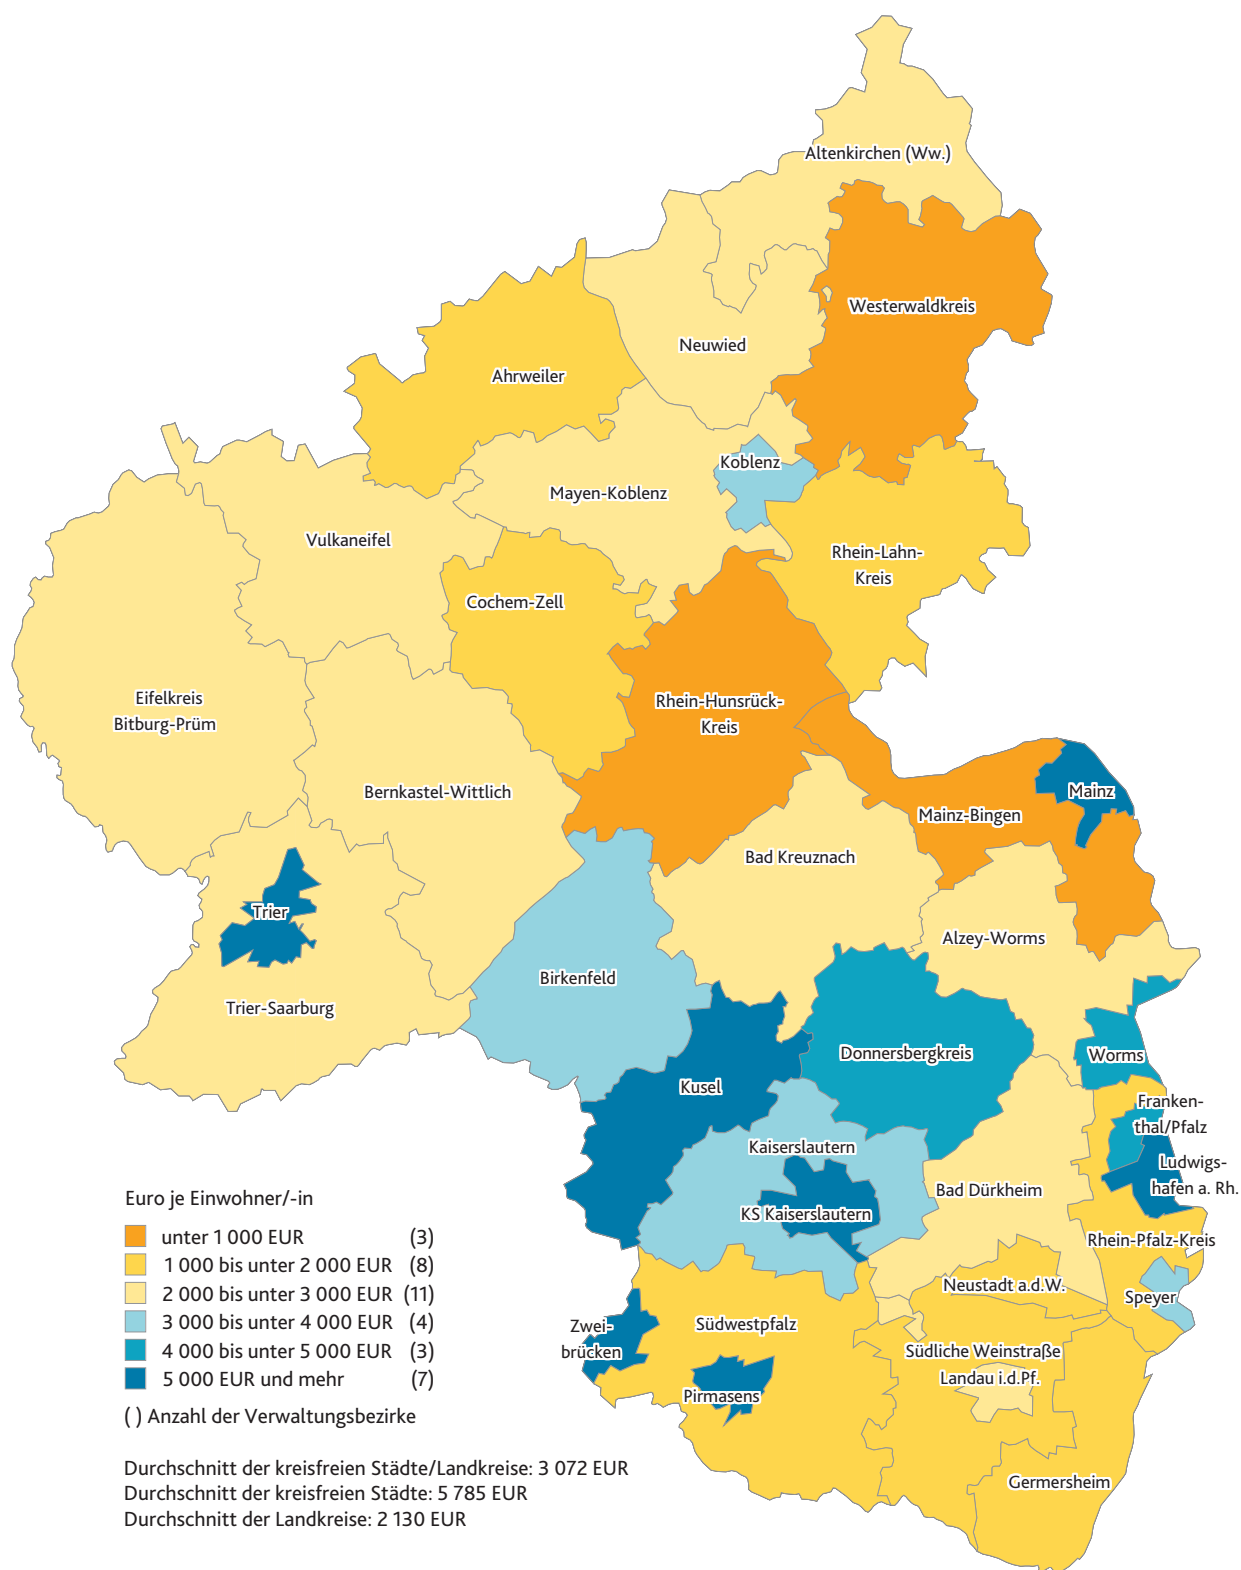 Altenkirchen (Ww.)
Westerwaldkreis
Neuwied
Ahrweiler
Koblenz
Mayen-Koblenz
Vulkaneifel
Rhein-Lahn-
Kreis
Cochem-Zell
Eifelkreis
Bitburg-Prüm
Rhein-Hunsrück-
Kreis
Bernkastel-Wittlich
Mainz
Mainz-Bingen
Bad Kreuznach
Trier
Alzey-Worms
Birkenfeld
Trier-Saarburg
Donnersbergkreis
Worms
Kusel
Franken-
thal/Pfalz
Kaiserslautern
Ludwigs-
hafen a. Rh.
Bad Dürkheim
KS Kaiserslautern
Rhein-Pfalz-Kreis
Neustadt a.d.W.
Speyer
Südwestpfalz
Zwei-
brücken
Südliche Weinstraße
Landau i.d.Pf.
Pirmasens
Germersheim
Euro je Einwohner/-in
unter 1 000 EUR (3)
1 000 bis unter 2 000 EUR (8)
2 000 bis unter 3 000 EUR (11)
3 000 bis unter 4 000 EUR (4)
4 000 bis unter 5 000 EUR (3)
5 000 EUR und mehr (7)
( ) Anzahl der Verwaltungsbezirke
Durchschnitt der kreisfreien Städte/Landkreise: 3 072 EUR
Durchschnitt der kreisfreien Städte: 5 785 EUR
Durchschnitt der Landkreise: 2 130 EUR